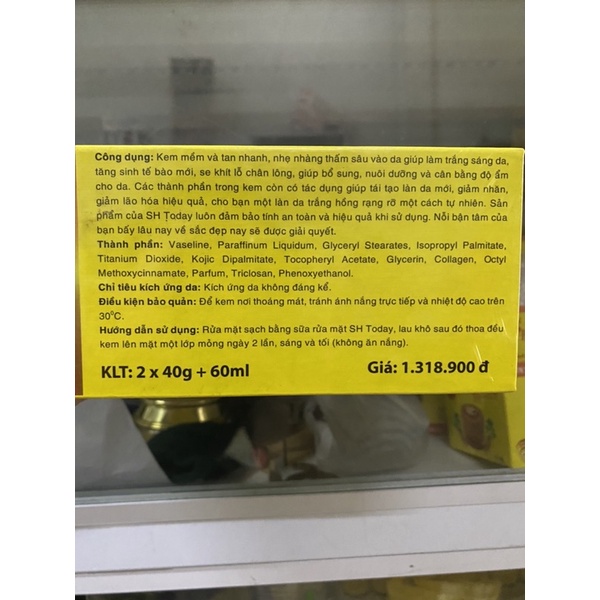 Công dụng: Kem mềm và tan nhanh, nhẹ nhàng thấm sâu vào da giúp làm trắng sáng da,
tăng sinh tế bào mới, se khít lỗ chân lông, giúp bổ sung, nuôi dưỡng và cân bằng độ ẩm
cho da. Các thành phần trong kem còn có tác dụng giúp tái tạo làn da mới, giảm nhăn,
giảm lão hóa hiệu quả, cho bạn một làn da trắng hồng rạng rỡ một cách tự nhiên. Sản
phẩm của SH Today luôn đảm bảo tính an toàn và hiệu quả khi sử dụng. Nỗi bận tâm của
bạn bấy lâu nay về sắc đẹp nay sẽ được giải quyết.
Thành phần: Vaseline, Paraffinum Liquidum, Glyceryl Stearates, Isopropyl Palmitate,
Titanium Dioxide, Kojic Dipalmitate, Tocopheryl Acetate, Glycerin, Collagen, Octyl
Methoxycinnamate, Parfum, Triclosan, Phenoxyethanol.
Chỉ tiêu kích ứng da: Kích ứng da không đáng kể.
Điều kiện bảo quản: Để kem nơi thoáng mát, tránh ánh nắng trực tiếp và nhiệt độ cao trên
30°C.
Hướng dẫn sử dụng: Rửa mặt sạch bằng sữa rửa mặt SH Today, lau khô sau đó thoa đều
kem lên mặt một lớp mỏng ngày 2 lần, sáng và tối (không ăn nắng).
KLT: 2 x 40g + 60ml
Giá: 1.318.900 đ